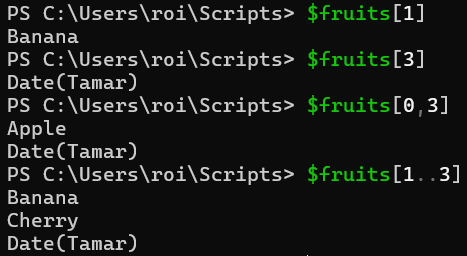 PS C:\Users\roi\Scripts> $fruits[1]
Banana
PS C:\Users\roi\Scripts> $fruits[3]
Date(Tamar)
PS C:\Users\roi\Scripts> $fruits[0,3]
Apple
Date(Tamar)
PS C:\Users\roi\Scripts> $fruits[1..3]
Banana
Cherry
Date(Tamar)